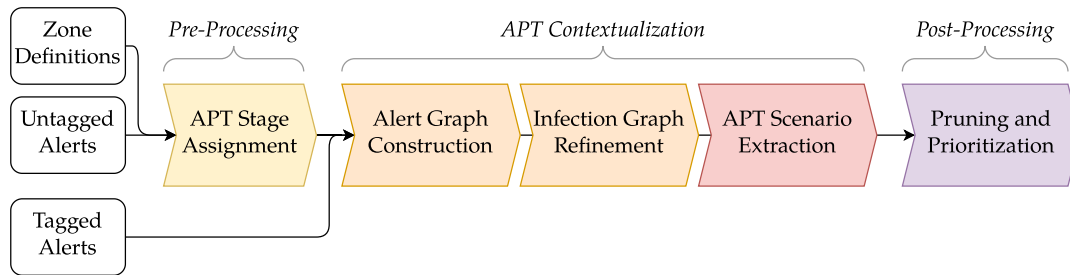 Zone
Definitions
Pre-Processing
APT Contextualization
Post-Processing
Untagged
Alerts
APT Stage
Assignment
Alert Graph
Construction
Infection Graph
Refinement
APT Scenario
Extraction
Pruning and
Prioritization
Tagged
Alerts